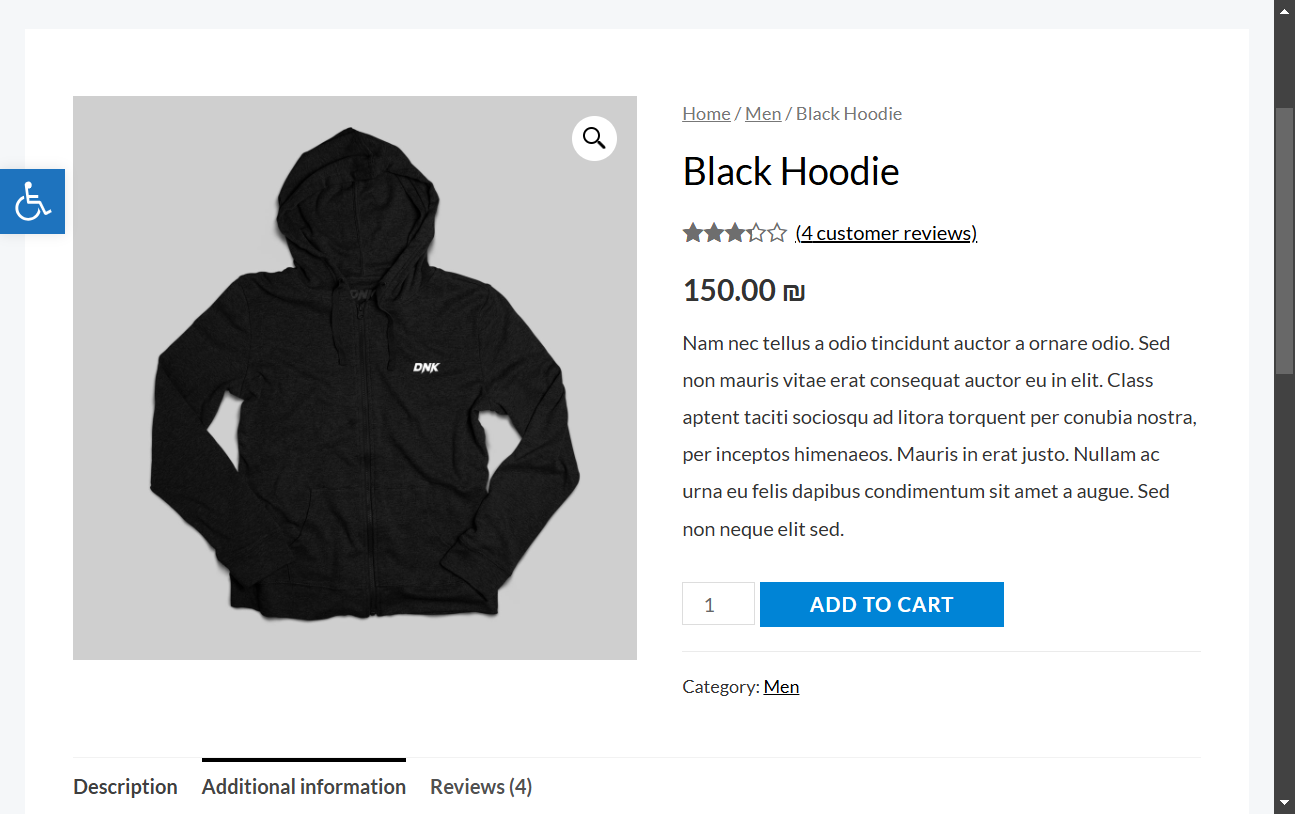 Home / Men / Black Hoodie
Black Hoodie
(4 customer reviews)
150.00 ₪
Nam nec tellus a odio tincidunt auctor a ornare odio. Sed
non mauris vitae erat consequat auctor eu in elit. Class
aptent taciti sociosqu ad litora torquent per conubia nostra,
per inceptos himenaeos. Mauris in erat justo. Nullam ac
urna eu felis dapibus condimentum sit amet a augue. Sed
non neque elit sed.
1 ADD TO CART
Category: Men
DNK
DNK
Description Additional information Reviews (4)